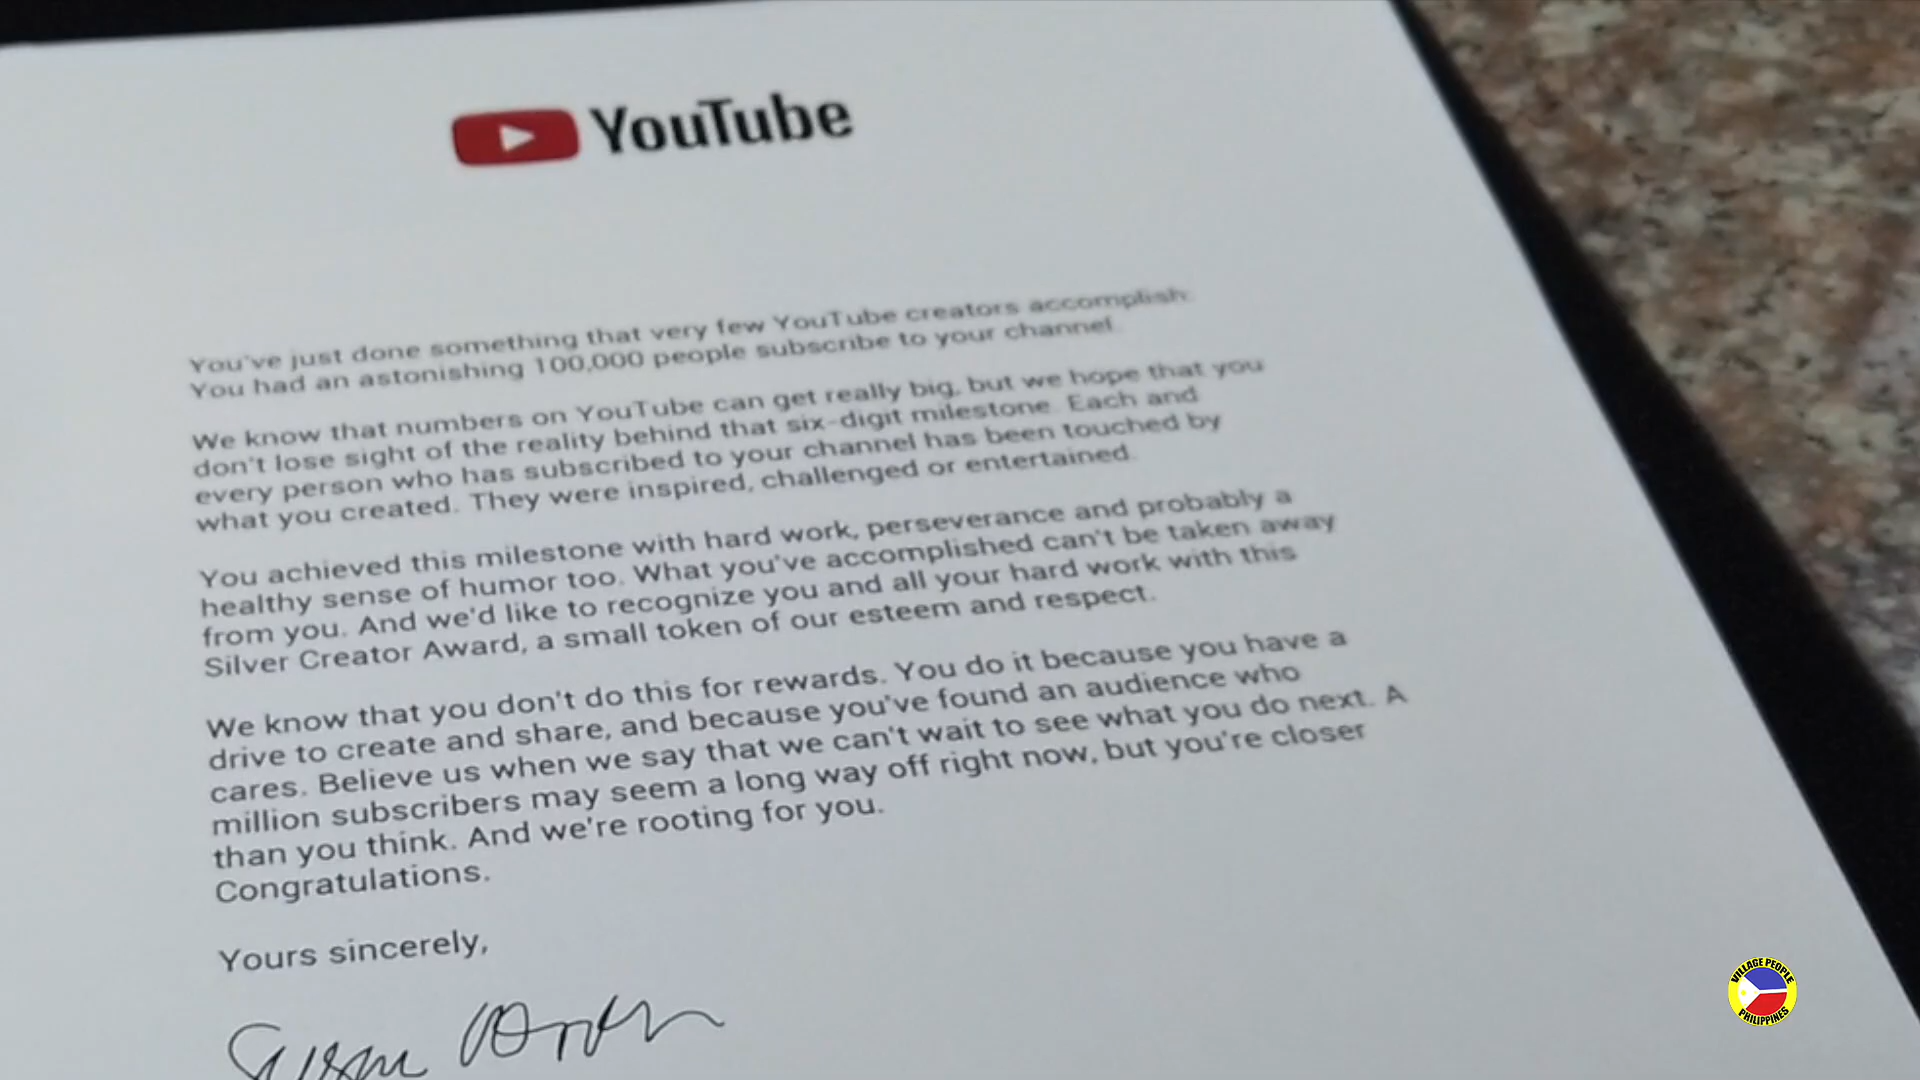 YouTube
You've just done something that very few YouTube creators accomplish:
You had an astonishing 100,000 people subscribe to your channel.
We know that numbers on YouTube can get really big, but we hope that you
don't lose sight of the reality behind that six-digit milestone. Each and
every person who has subscribed to your channel has been touched by
what you created. They were inspired, challenged or entertained.
You achieved this milestone with hard work, perseverance and probably a
healthy sense of humor too. What you've accomplished can't be taken away
from you. And we'd like to recognize you and all your hard work with this
Silver Creator Award, a small token of our esteem and respect.
We know that you don't do this for rewards. You do it because you have a
drive to create and share, and because you've found an audience who
cares. Believe us when we say that we can't wait to see what you do next. A
million subscribers may seem a long way off right now, but you're closer
than you think. And we're rooting for you.
Congratulations.
Yours sincerely,
Susan
VILLAGE PEOPLE
PHILIPPINES